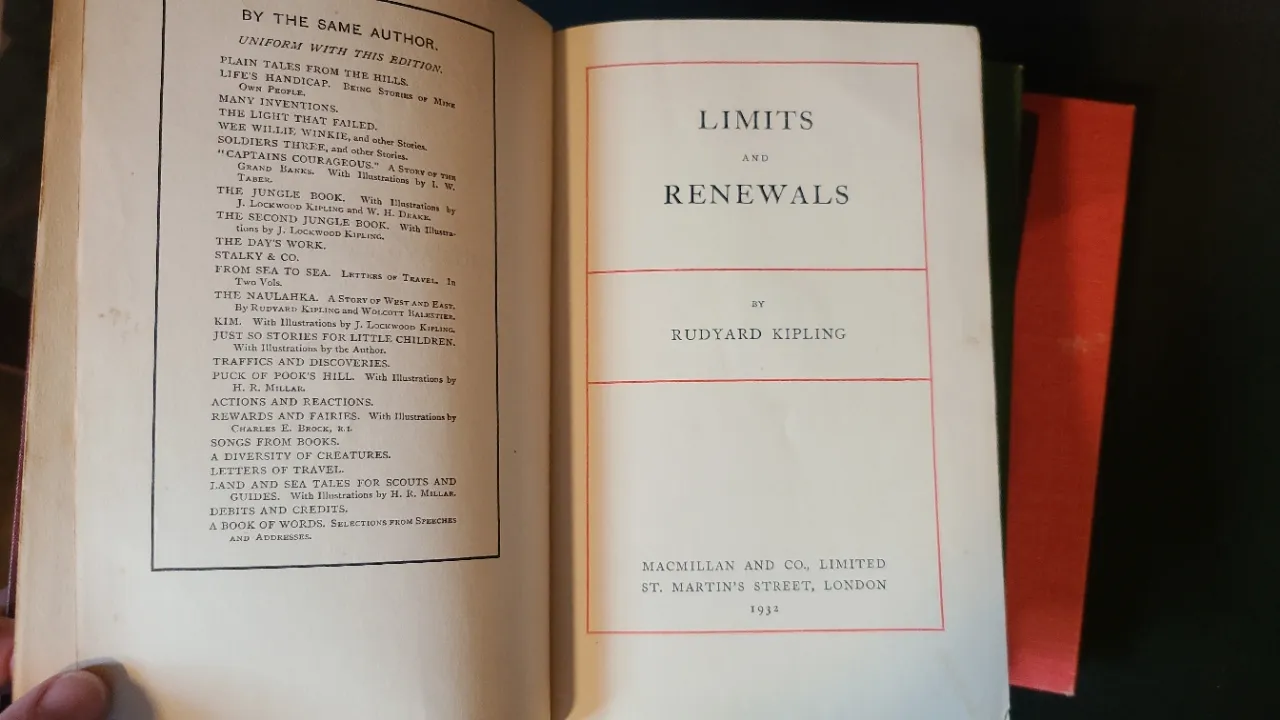 BY THE SAME AUTHOR.
UNIFORM WITH THIS EDITION.
PLAIN TALES FROM THE HILLS.
LIFE'S HANDICAP. BEING STORIES OF MINE
OWN PEOPLE.
MANY INVENTIONS.
THE LIGHT THAT FAILED.
WEE WILLIE WINKIE, and other Stories.
SOLDIERS THREE, and other Stories.
"CAPTAINS COURAGEOUS." A STORY OF THE
GRAND BANKS. With Illustrations by I. W.
TABER.
THE JUNGLE BOOK. With Illustrations by
J. LOCKWOOD KIPLING and W. H. DRAKE.
THE SECOND JUNGLE BOOK. With Illustra-
tions by J. LOCKWOOD KIPLING.
THE DAY'S WORK.
STALKY & CO.
FROM SEA TO SEA. LETTERS OF TRAVEL. In
Two Vols.
THE NAULAHKA. A STORY OF WEST AND EAST.
By RUDYARD KIPLING and WOLCOTT BALESTIER.
KIM. With Illustrations by J. LOCKWOOD KIPLING.
JUST SO STORIES FOR LITTLE CHILDREN.
With Illustrations by the Author.
TRAFFICS AND DISCOVERIES.
PUCK OF POOK'S HILL. With Illustrations by
H. R. MILLAR.
ACTIONS AND REACTIONS.
REWARDS AND FAIRIES. With Illustrations by
CHARLES E. BROCK, R.I.
SONGS FROM BOOKS.
A DIVERSITY OF CREATURES.
LETTERS OF TRAVEL.
LAND AND SEA TALES FOR SCOUTS AND
GUIDES. With Illustrations by H. R. MILLAR.
DEBITS AND CREDITS.
A BOOK OF WORDS. SELECTIONS FROM SPEECHES
AND ADDRESSES.
LIMITS
AND
RENEWALS
BY
RUDYARD KIPLING
MACMILLAN AND CO., LIMITED
ST. MARTIN'S STREET, LONDON
1932